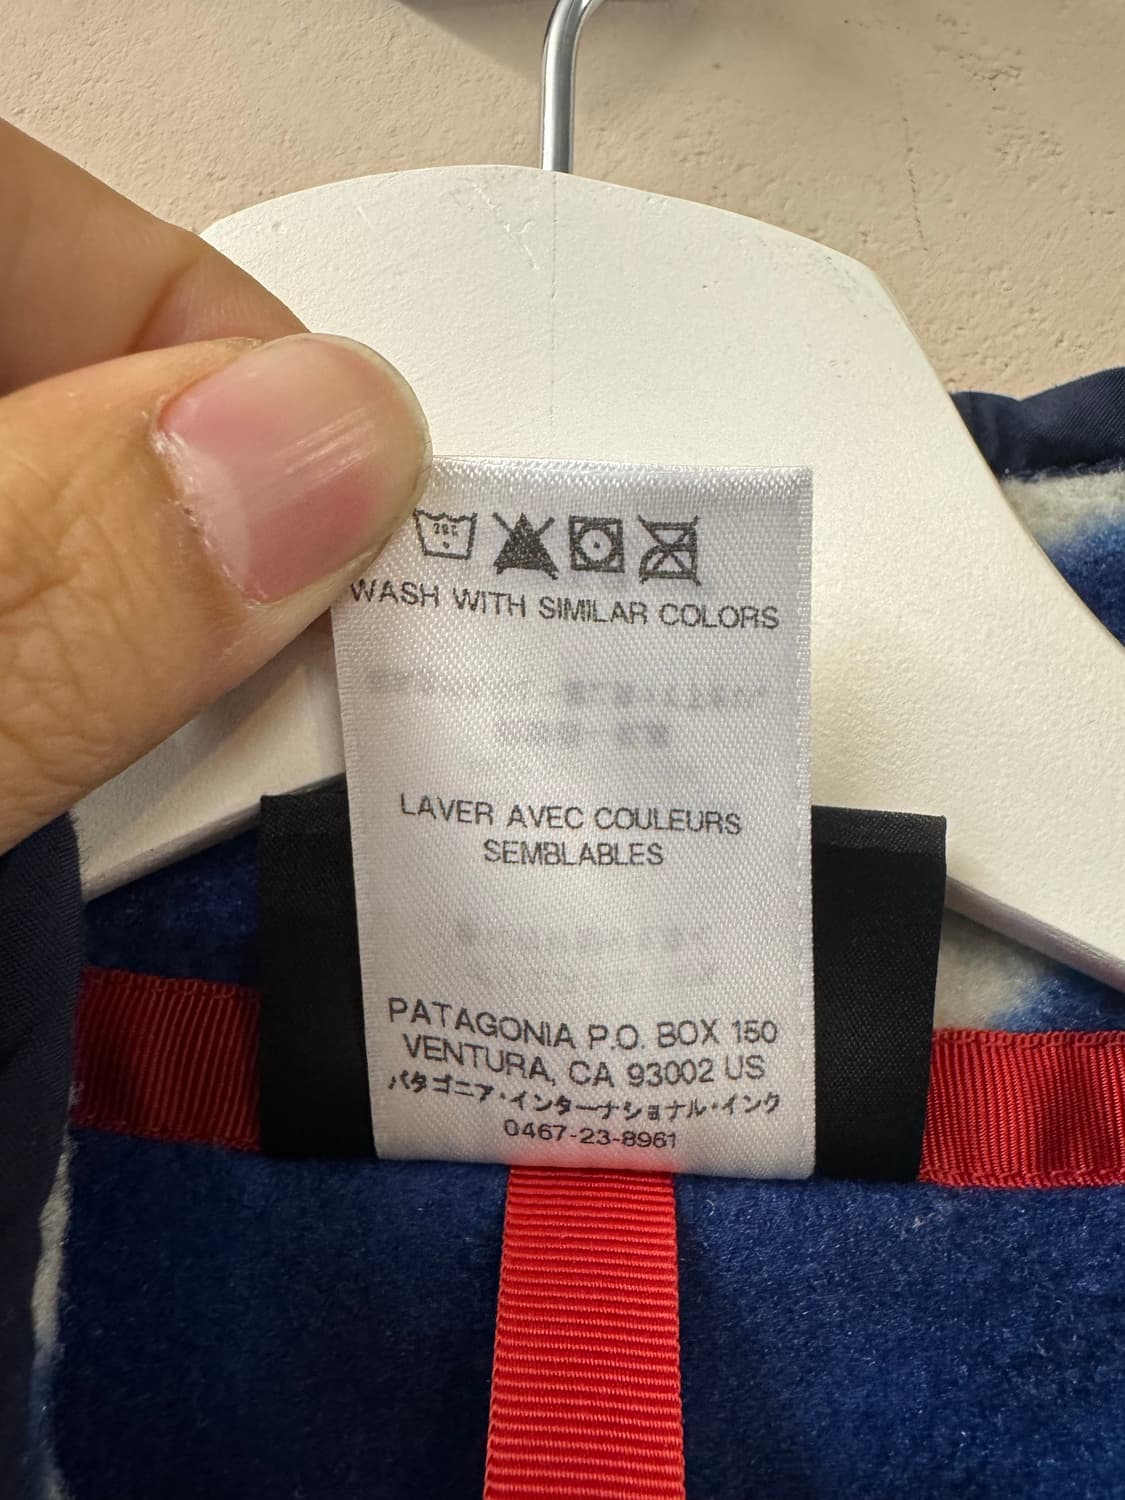 WASH WITH SIMILAR COLORS
LAVER AVEC COULEURS
SEMBLABLES
PATAGONIA P.O. BOX 150
VENTURA, CA 93002 US
パタゴニア・インターナショナル・インク
0467-23-8961